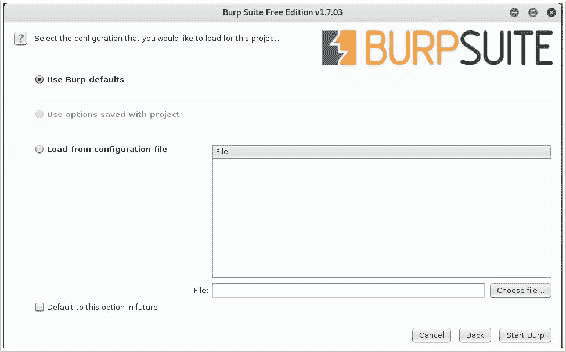 Burp Suite Free Edition v1.7.03
? Select the configuration that you would like to load for this project.
BURPSUITE
Use Burp defaults
Use options saved with project
Load from configuration file
File
File:
Choose file...
Default to this option in future
Cancel
Back
Start Burp